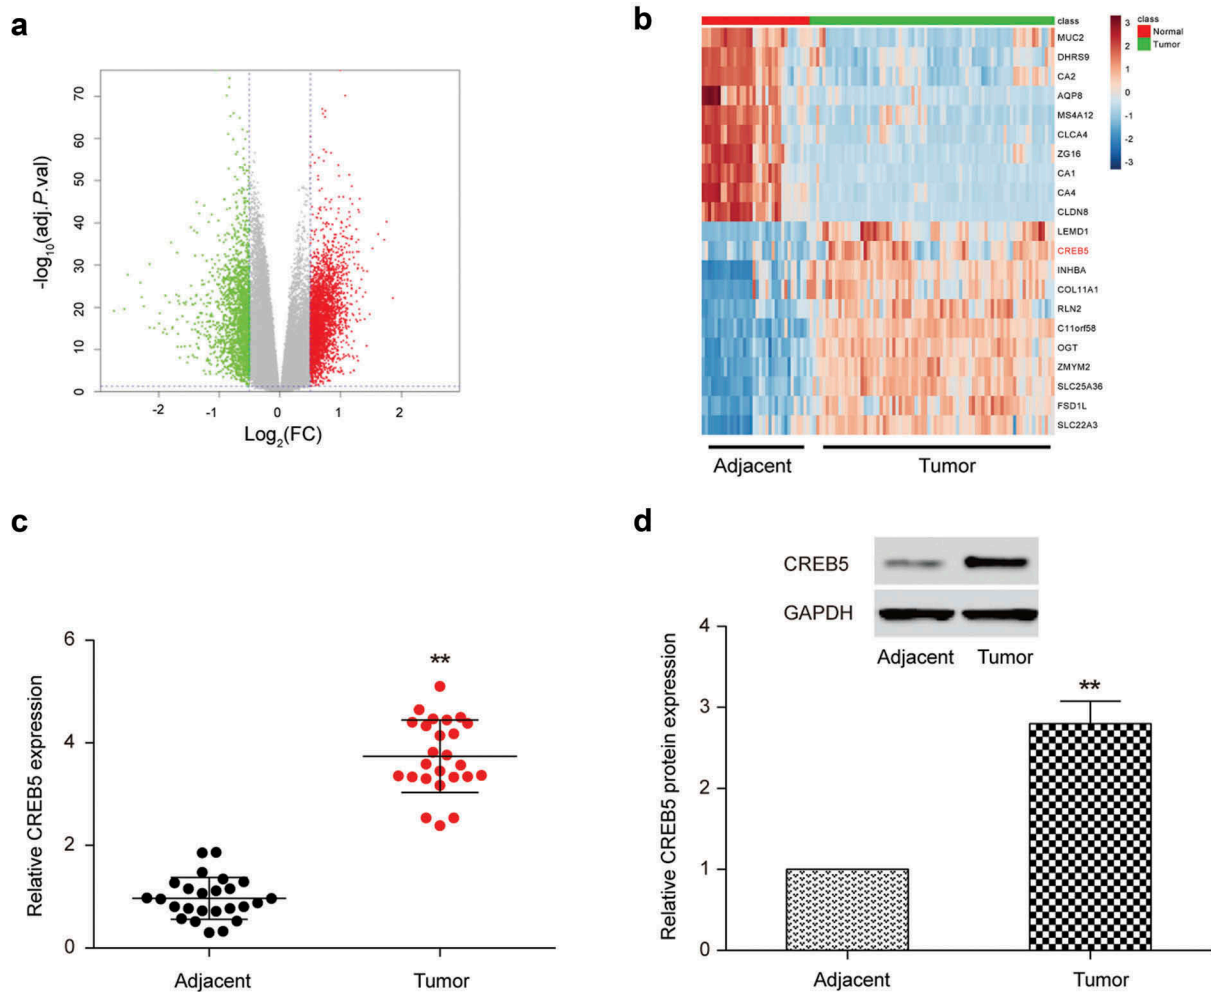 a
-log10(adj.P.val)
70
60
50
40
30
20
10
0
-2 -1 0 1 2
Log2(FC)
b
class
MUC2
DHRS9
CA2
AQP8
MS4A12
CLCA4
ZG16
CA1
CA4
CLDN8
LEMD1
CREB5
INHBA
COL11A1
RLN2
C11orf58
OGT
ZMYM2
SLC25A36
FSD1L
SLC22A3
3
2
1
0
-1
-2
-3
class
Normal
Tumor
Adjacent Tumor
c
Relative CREB5 expression
6
4
2
0
**
Adjacent Tumor
d
CREB5
GAPDH
Adjacent Tumor
Relative CREB5 protein expression
4
3
2
1
0
**
Adjacent Tumor